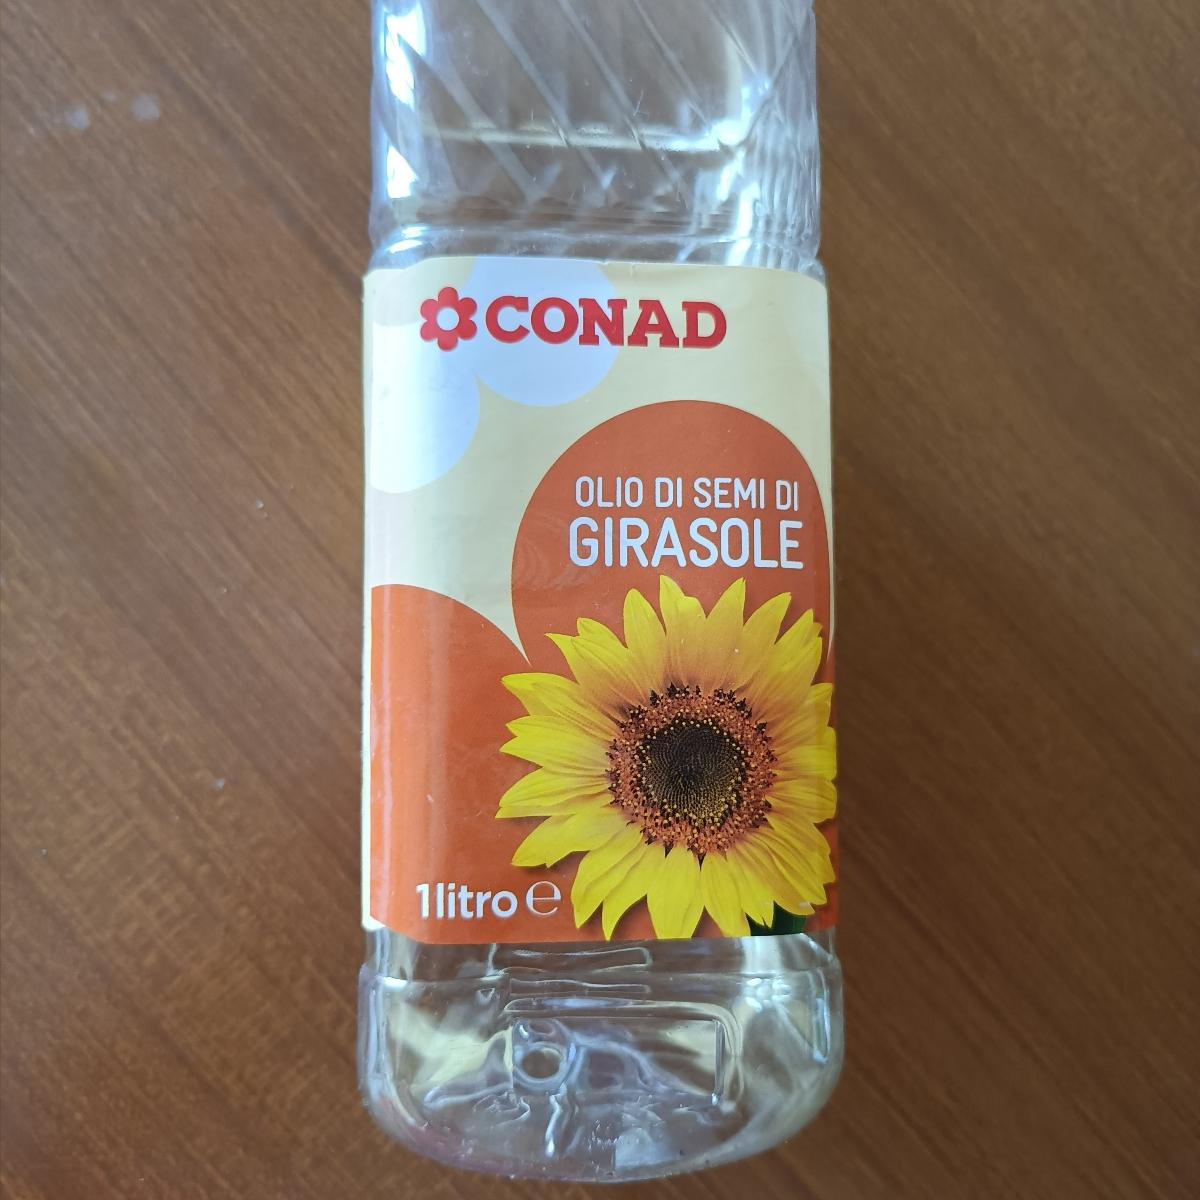 CONAD
OLIO DI SEMI DI
GIRASOLE
1 litro ℮